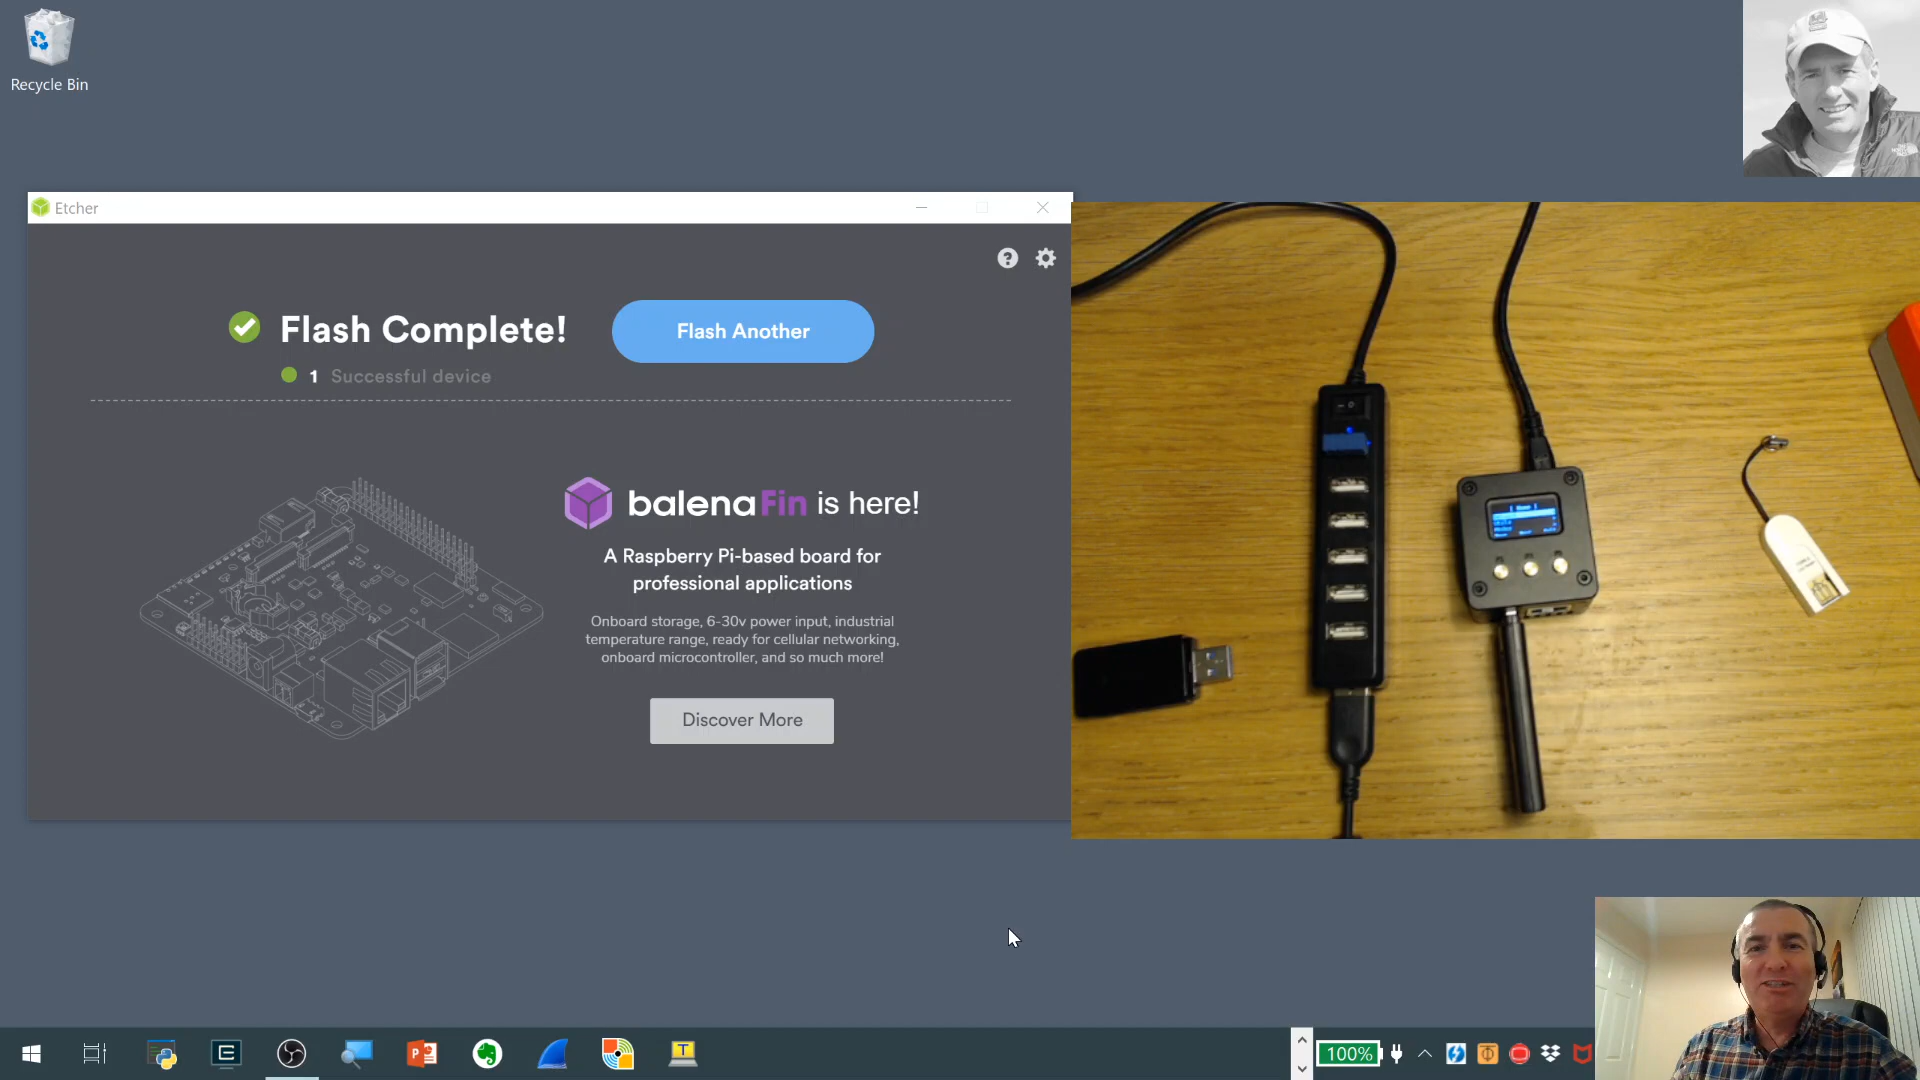 Recycle Bin
Etcher
Flash Complete!
Flash Another
1 Successful device
balenaFin is here!
A Raspberry Pi-based board for
professional applications
Onboard storage, 6-30v power input, industrial
temperature range, ready for cellular networking,
onboard microcontroller, and so much more!
Discover More
100%